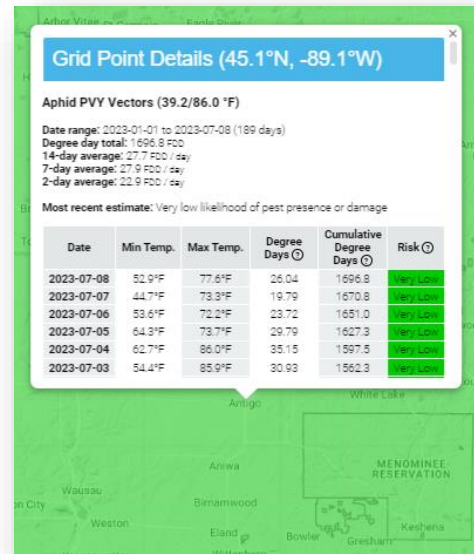 Arbor Vitae
Eagle River
×
Grid Point Details (45.1°N, -89.1°W)
Aphid PVY Vectors (39.2/86.0 °F)
Date range: 2023-01-01 to 2023-07-08 (189 days)
Degree day total: 1696.8 FDD
14-day average: 27.7 FDD / day
7-day average: 27.9 FDD / day
2-day average: 22.9 FDD / day
Most recent estimate: Very low likelihood of pest presence or damage
Date Min Temp. Max Temp. Degree Days ? Cumulative Degree Days ? Risk ?
2023-07-08 52.9°F 77.6°F 26.04 1696.8 Very Low
2023-07-07 44.7°F 73.3°F 19.79 1670.8 Very Low
2023-07-06 53.6°F 72.2°F 23.72 1651.0 Very Low
2023-07-05 64.3°F 73.7°F 29.79 1627.3 Very Low
2023-07-04 62.7°F 86.0°F 35.15 1597.5 Very Low
2023-07-03 54.4°F 85.9°F 30.93 1562.3 Very Low
White Lake
Antigo
Aniwa
MENOMINEE
RESERVATION
Wausau
Birnamwood
on City
Weston
Eland
Bowler
Keshena
Gresham
Wittenberg